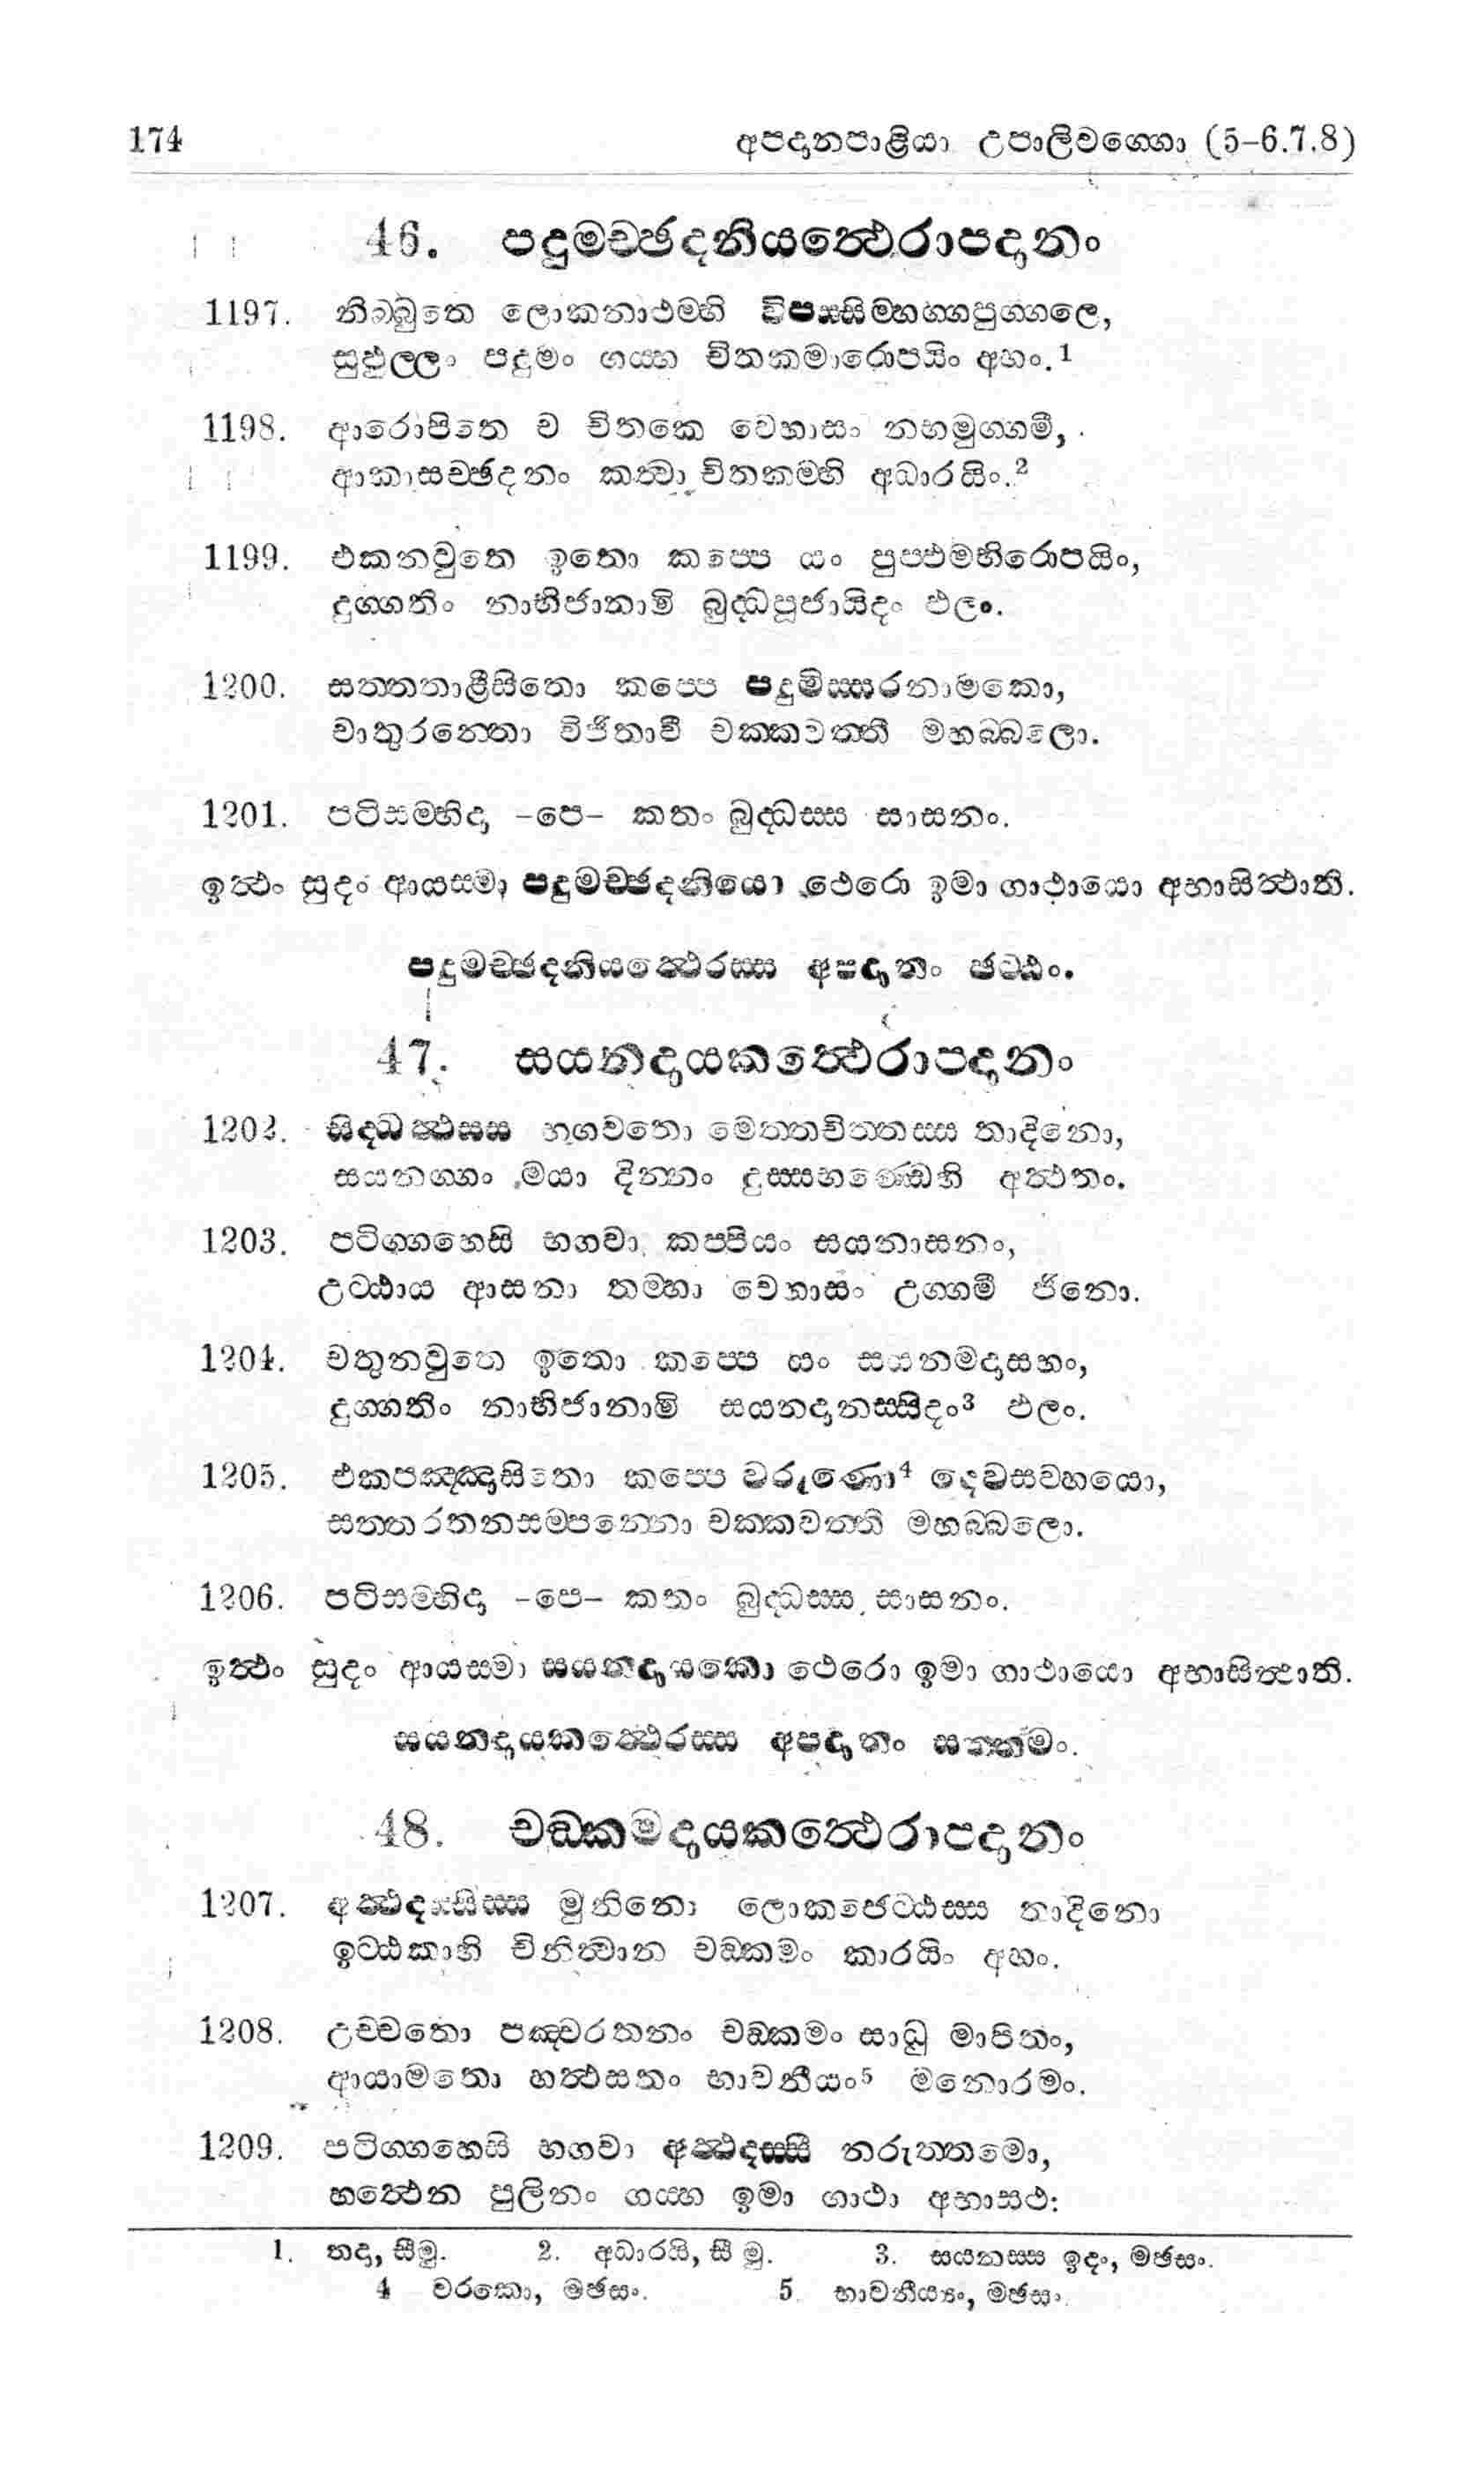 174 අපදානපාළියා උපාලිවග්ගො (5-6.7.8)
46. පදුමච්ඡදනියත්ථෙරාපදානං
1197. නිබ්බුතෙ ලොකනාථම්හි විපස්සිම්හග්ගපුග්ගලෙ,
සුඵුල්ලං පදුමං ගය්හ චිතකමාරොපයිං අහං.1
1198. ආරොපිතෙ ච චිතකෙ වෙහාසං නභමුග්ගමී,
ආකාසච්ඡදනං කත්වා චිතකම්හි අධාරයිං.2
1199. එකනවුතෙ ඉතො කප්පෙ යං පුප්ඵමභිරොපයිං,
දුග්ගතිං නාභිජානාමි බුද්ධපූජායිදං ඵලං.
1200. සත්තතාළීසිතො කප්පෙ පදුමිස්සරනාමකො,
චාතුරන්තො විජිතාවී චක්කවත්තී මහබ්බලො.
1201. පටිසම්භිදා -පෙ- කතං බුද්ධස්ස සාසනං.
ඉත්ථං සුදං ආයස්මා පදුමච්ඡදනියො ථෙරො ඉමා ගාථායො අභාසිත්ථාති.
පදුමච්ඡදනියත්ථෙරස්ස අපදානං ඡට්ඨං.
47. සයනදායකත්ථෙරාපදානං
1202. සිද්ධත්ථස්ස භගවතො මෙත්තචිත්තස්ස තාදිනො,
සයනග්ගං මයා දින්නං දුස්සභණ්ඩෙහි අත්ථතං.
1203. පටිග්ගහෙසි භගවා කප්පියං සයනාසනං,
උට්ඨාය ආසනා තම්හා වෙහාසං උග්ගමී ජිනො.
1204. චතුනවුතෙ ඉතො කප්පෙ යං සයනමදාසහං,
දුග්ගතිං නාභිජානාමි සයනදානස්සිදං3 ඵලං.
1205. එකපඤ්ඤාසිතො කප්පෙ වරුණො4 දෙවසව්හයො,
සත්තරතනසම්පන්නො චක්කවත්ති මහබ්බලො.
1206. පටිසම්භිදා -පෙ- කතං බුද්ධස්ස සාසනං.
ඉත්ථං සුදං ආයස්මා සයනදායකො ථෙරො ඉමා ගාථායො අභාසිත්ථාති.
සයනදායකත්ථෙරස්ස අපදානං සත්තමං.
48. චඞ්කමදායකත්ථෙරාපදානං
1207. අත්ථදස්සිස්ස මුනිනො ලොකජෙට්ඨස්ස තාදිනො
ඉට්ඨකාහි චිනිත්වාන චඞ්කමං කාරයිං අහං.
1208. උච්චතො පඤ්චරතනං චඞ්කමං සාධු මාපිතං,
ආයාමතො හත්ථසතං භාවනීයං5 මනොරමං.
1209. පටිග්ගහෙසි භගවා අත්ථදස්සී නරුත්තමො,
හත්ථෙන පුලිනං ගය්හ ඉමා ගාථා අභාසථ:
1. තදා, සීමු. 2. අධාරයි, සී මු. 3. සයනස්ස ඉදං, මඡසං.
4 වරකො, මඡසං. 5. භාවනීය්‍යං, මඡසං.